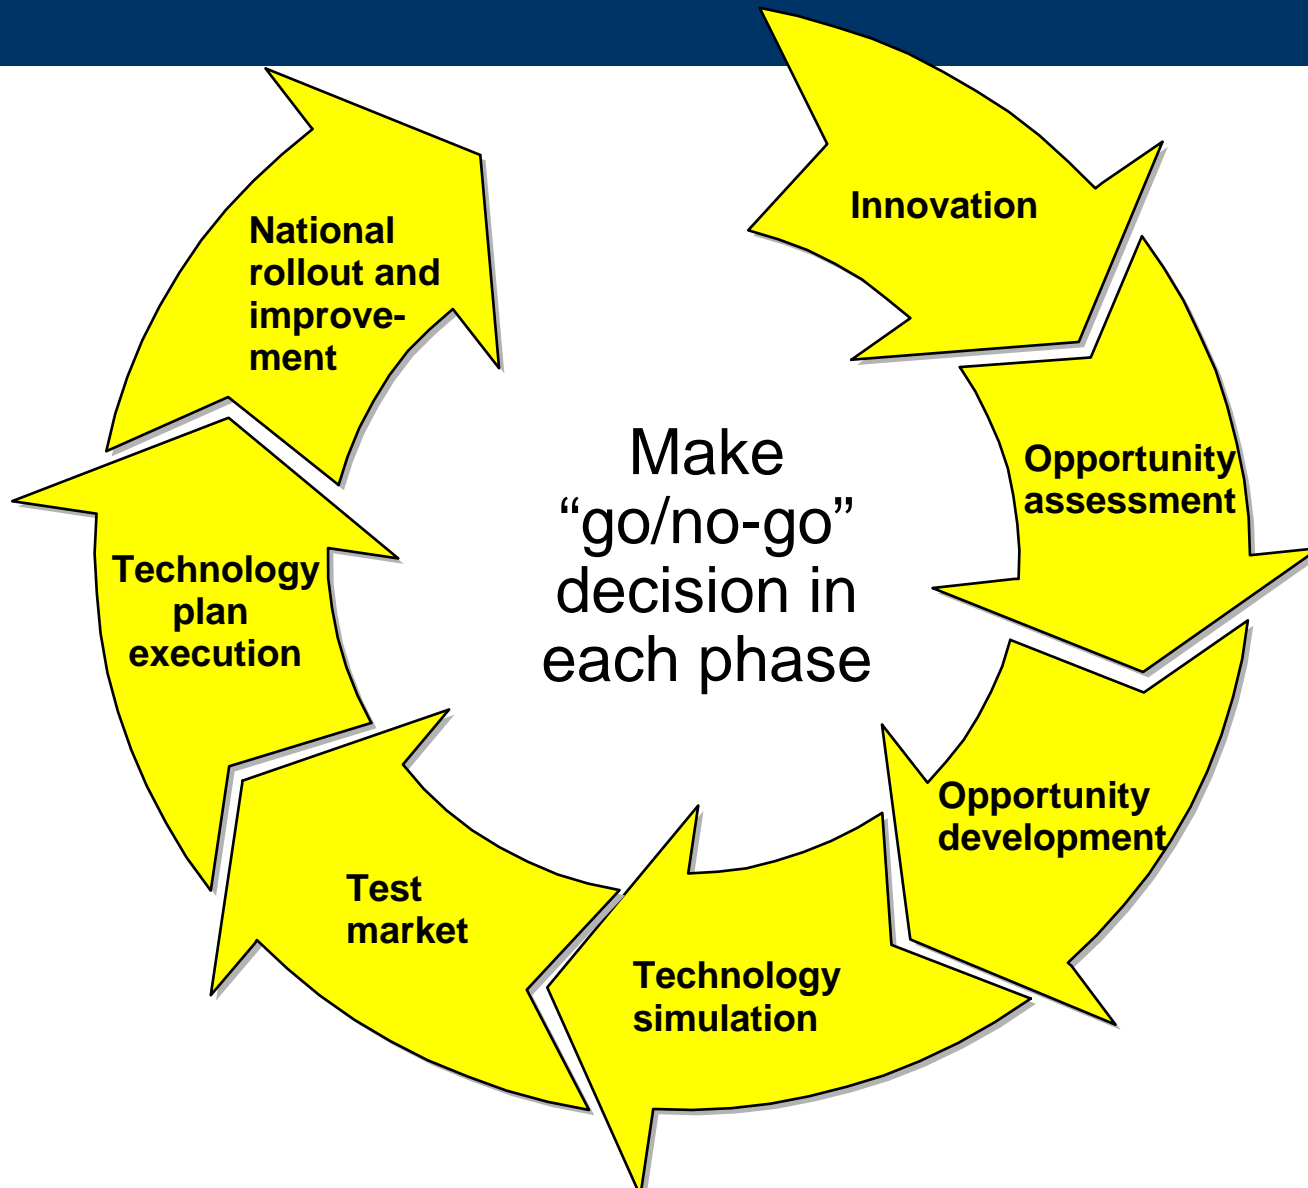 Innovation
Opportunity
assessment
Opportunity
development
Technology
simulation
Test
market
Technology
plan
execution
National
rollout and
improve-
ment
Make
“go/no-go”
decision in
each phase